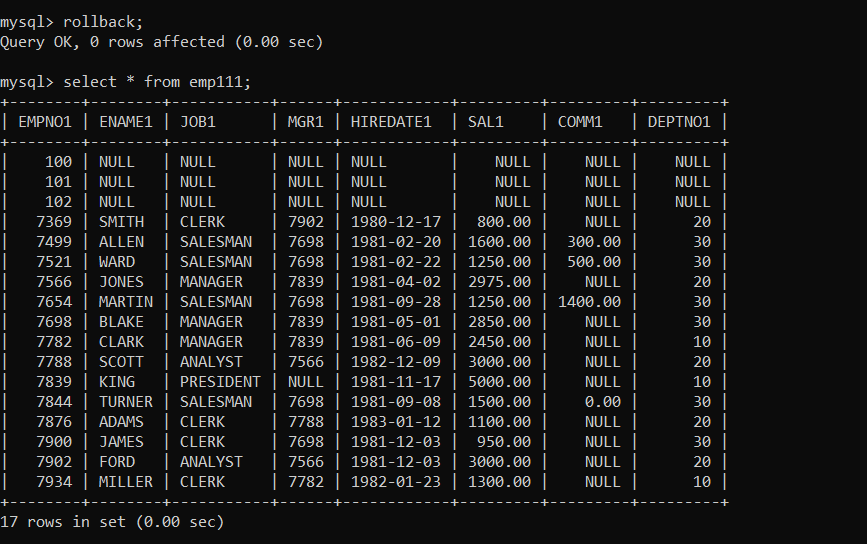 mysql> rollback;
Query OK, 0 rows affected (0.00 sec)
mysql> select * from emp111;
+--------+--------+-----------+------+------------+---------+---------+---------+
| EMPNO1 | ENAME1 | JOB1      | MGR1 | HIREDATE1  | SAL1    | COMM1   | DEPTNO1 |
+--------+--------+-----------+------+------------+---------+---------+---------+
|    100 | NULL   | NULL      | NULL | NULL       |    NULL |    NULL |    NULL |
|    101 | NULL   | NULL      | NULL | NULL       |    NULL |    NULL |    NULL |
|    102 | NULL   | NULL      | NULL | NULL       |    NULL |    NULL |    NULL |
|   7369 | SMITH  | CLERK     | 7902 | 1980-12-17 |  800.00 |    NULL |      20 |
|   7499 | ALLEN  | SALESMAN  | 7698 | 1981-02-20 | 1600.00 |  300.00 |      30 |
|   7521 | WARD   | SALESMAN  | 7698 | 1981-02-22 | 1250.00 |  500.00 |      30 |
|   7566 | JONES  | MANAGER   | 7839 | 1981-04-02 | 2975.00 |    NULL |      20 |
|   7654 | MARTIN | SALESMAN  | 7698 | 1981-09-28 | 1250.00 | 1400.00 |      30 |
|   7698 | BLAKE  | MANAGER   | 7839 | 1981-05-01 | 2850.00 |    NULL |      30 |
|   7782 | CLARK  | MANAGER   | 7839 | 1981-06-09 | 2450.00 |    NULL |      10 |
|   7788 | SCOTT  | ANALYST   | 7566 | 1982-12-09 | 3000.00 |    NULL |      20 |
|   7839 | KING   | PRESIDENT | NULL | 1981-11-17 | 5000.00 |    NULL |      10 |
|   7844 | TURNER | SALESMAN  | 7698 | 1981-09-08 | 1500.00 |    0.00 |      30 |
|   7876 | ADAMS  | CLERK     | 7788 | 1983-01-12 | 1100.00 |    NULL |      20 |
|   7900 | JAMES  | CLERK     | 7698 | 1981-12-03 |  950.00 |    NULL |      30 |
|   7902 | FORD   | ANALYST   | 7566 | 1981-12-03 | 3000.00 |    NULL |      20 |
|   7934 | MILLER | CLERK     | 7782 | 1982-01-23 | 1300.00 |    NULL |      10 |
+--------+--------+-----------+------+------------+---------+---------+---------+
17 rows in set (0.00 sec)